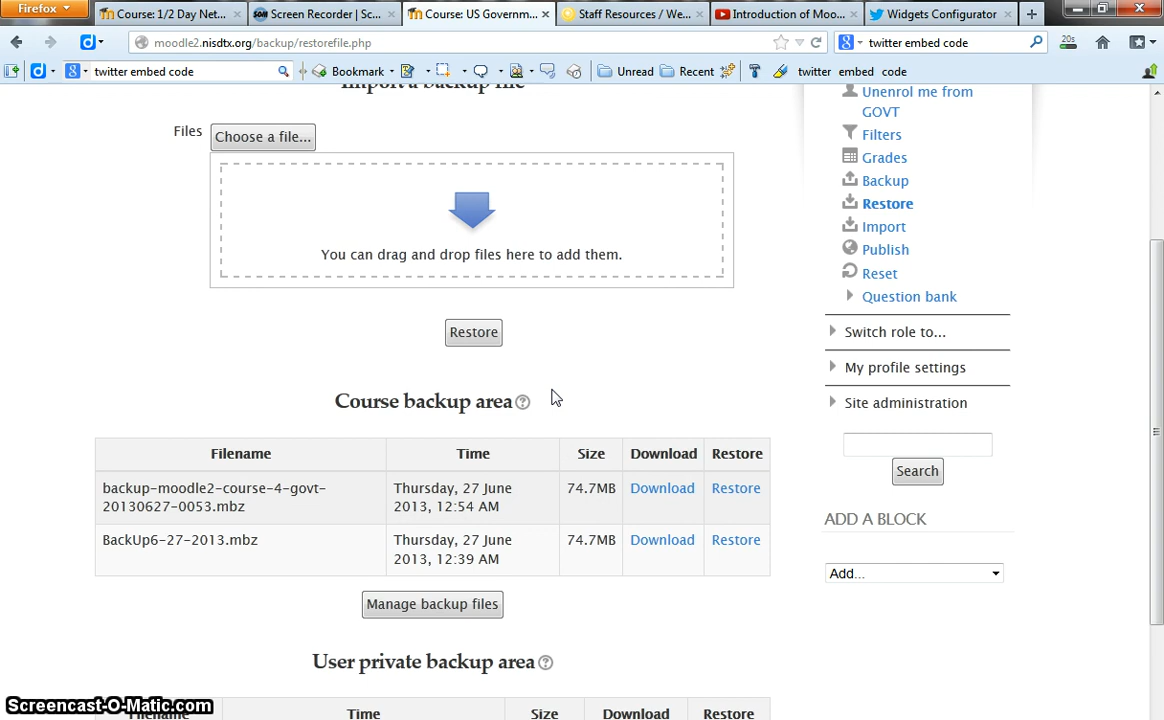 Firefox
Course: 1/2 Day Net...
SOM Screen Recorder | Sc...
Course: US Governm...
Staff Resources / We...
Introduction of Moo...
Widgets Configurator
moodle2.nisdtx.org/backup/restorefile.php
twitter embed code
20s
twitter embed code
Bookmark
Unread
Recent
twitter embed code
Import a backup file
Files
Choose a file...
You can drag and drop files here to add them.
Restore
Course backup area
Filename Time Size Download Restore
backup-moodle2-course-4-govt-
20130627-0053.mbz
Thursday, 27 June
2013, 12:54 AM
74.7MB
Download
Restore
BackUp6-27-2013.mbz
Thursday, 27 June
2013, 12:39 AM
74.7MB
Download
Restore
Manage backup files
User private backup area
Filename Time Size Download Restore
Unenrol me from
GOVT
Filters
Grades
Backup
Restore
Import
Publish
Reset
Question bank
Switch role to...
My profile settings
Site administration
Search
ADD A BLOCK
Add...
Screencast-O-Matic.com